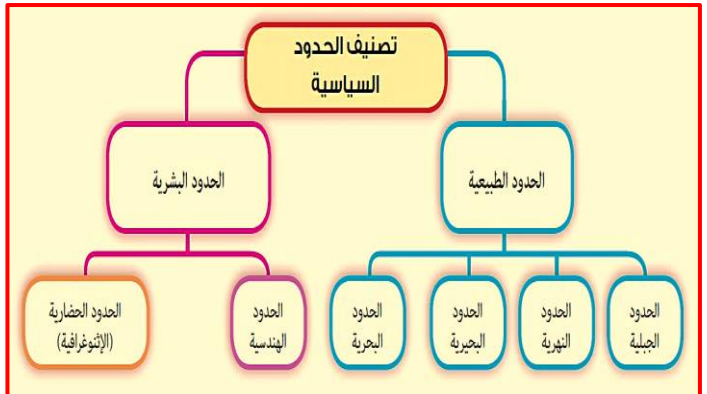 تصنيف الحدود
السياسية
الحدود الطبيعية
الحدود البشرية
الحدود
الجبلية
الحدود
النهرية
الحدود
البحيرية
الحدود
البحرية
الحدود
الهندسية
الحدود الحضارية
(الإثنوغرافية)